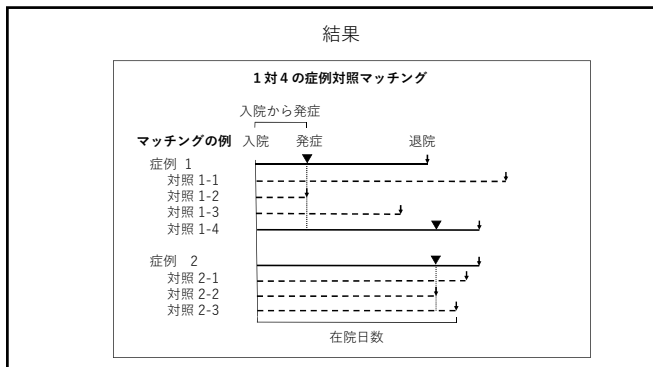 結果
1対4の症例対照マッチング
入院から発症
マッチングの例 入院 発症 退院
症例 1
対照 1-1
対照 1-2
対照 1-3
対照 1-4
症例 2
対照 2-1
対照 2-2
対照 2-3
在院日数